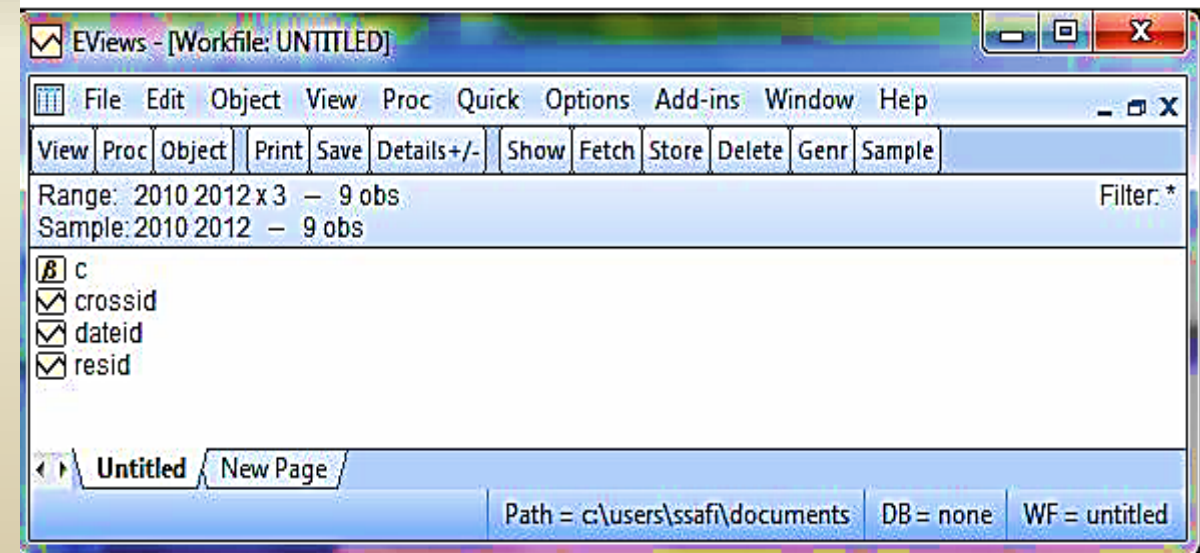 EViews - [Workfile: UNTITLED]
File Edit Object View Proc Quick Options Add-ins Window Help
View Proc Object Print Save Details+/- Show Fetch Store Delete Genr Sample
Range: 2010 2012 x 3 – 9 obs Filter: *
Sample: 2010 2012 – 9 obs
β c
crossid
dateid
resid
Untitled New Page
Path = c:\users\ssafi\documents DB = none WF = untitled